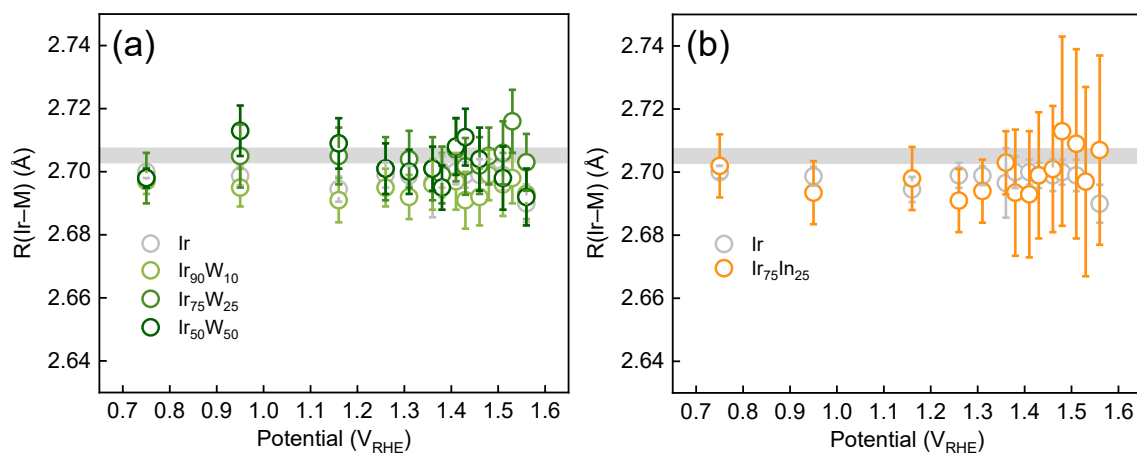 (a)
R(Ir–M) (Å)
2.74
2.72
2.70
2.68
2.66
2.64
Ir
Ir₉₀W₁₀
Ir₇₅W₂₅
Ir₅₀W₅₀
0.7 0.8 0.9 1.0 1.1 1.2 1.3 1.4 1.5 1.6
Potential (V_RHE)
(b)
R(Ir–M) (Å)
2.74
2.72
2.70
2.68
2.66
2.64
Ir
Ir₇₅In₂₅
0.7 0.8 0.9 1.0 1.1 1.2 1.3 1.4 1.5 1.6
Potential (V_RHE)